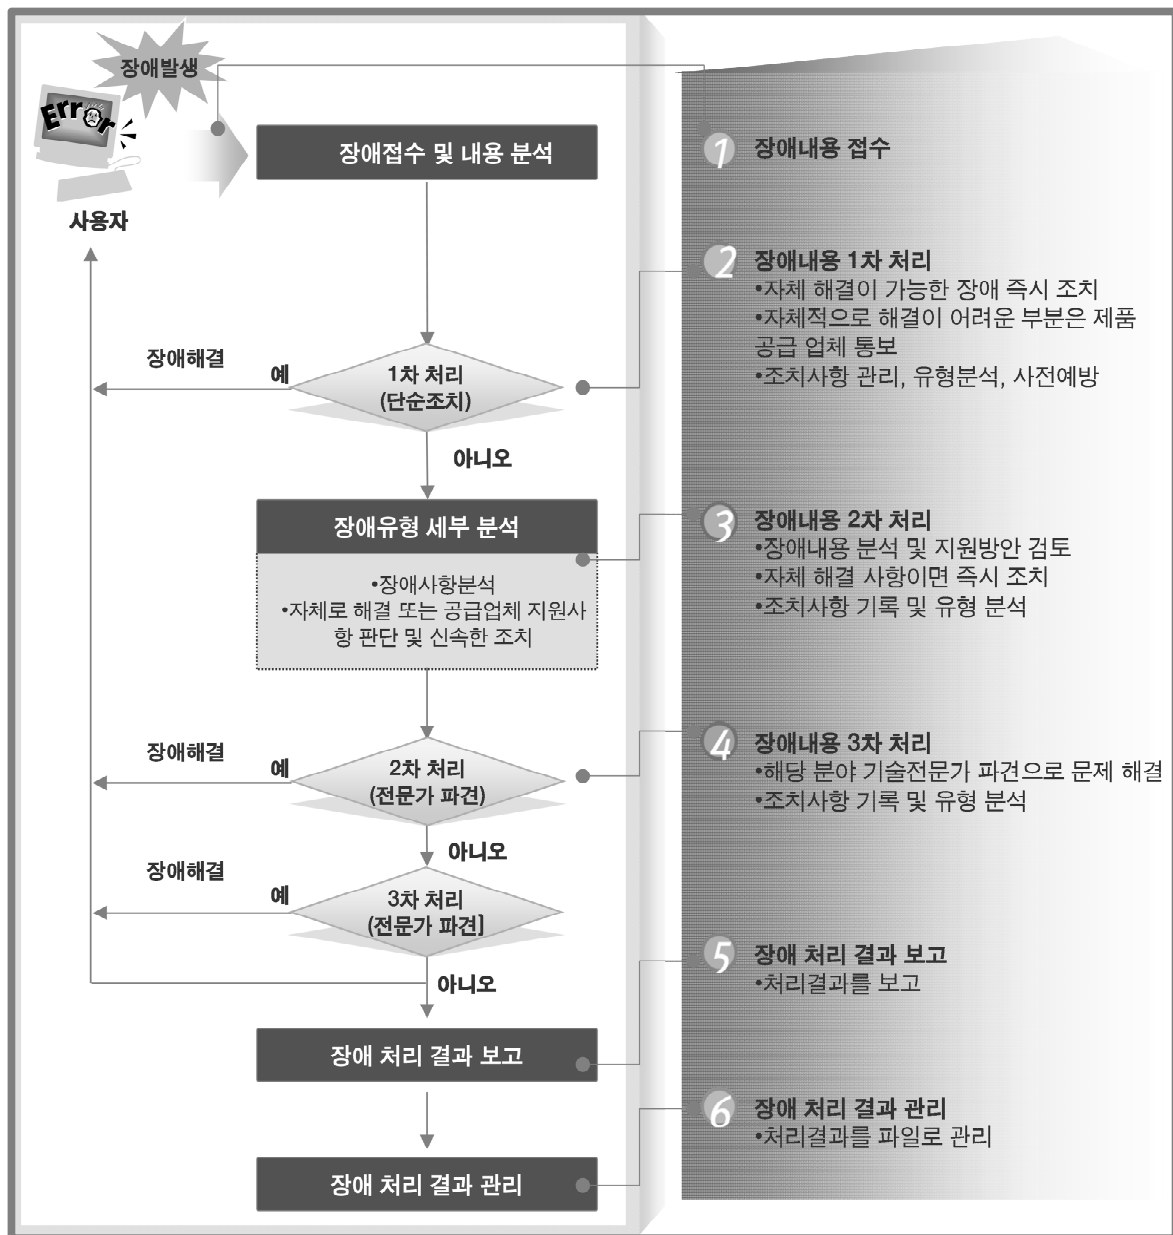 장애발생
Error
사용자
장애접수 및 내용 분석
장애해결
예
1차 처리
(단순조치)
아니오
장애유형 세부 분석
•장애사항분석
•자체로 해결 또는 공급업체 지원사
항 판단 및 신속한 조치
장애해결
예
2차 처리
(전문가 파견)
아니오
장애해결
예
3차 처리
(전문가 파견]
아니오
장애 처리 결과 보고
장애 처리 결과 관리
1 장애내용 접수
2 장애내용 1차 처리
•자체 해결이 가능한 장애 즉시 조치
•자체적으로 해결이 어려운 부분은 제품
공급 업체 통보
•조치사항 관리, 유형분석, 사전예방
3 장애내용 2차 처리
•장애내용 분석 및 지원방안 검토
•자체 해결 사항이면 즉시 조치
•조치사항 기록 및 유형 분석
4 장애내용 3차 처리
•해당 분야 기술전문가 파견으로 문제 해결
•조치사항 기록 및 유형 분석
5 장애 처리 결과 보고
•처리결과를 보고
6 장애 처리 결과 관리
•처리결과를 파일로 관리